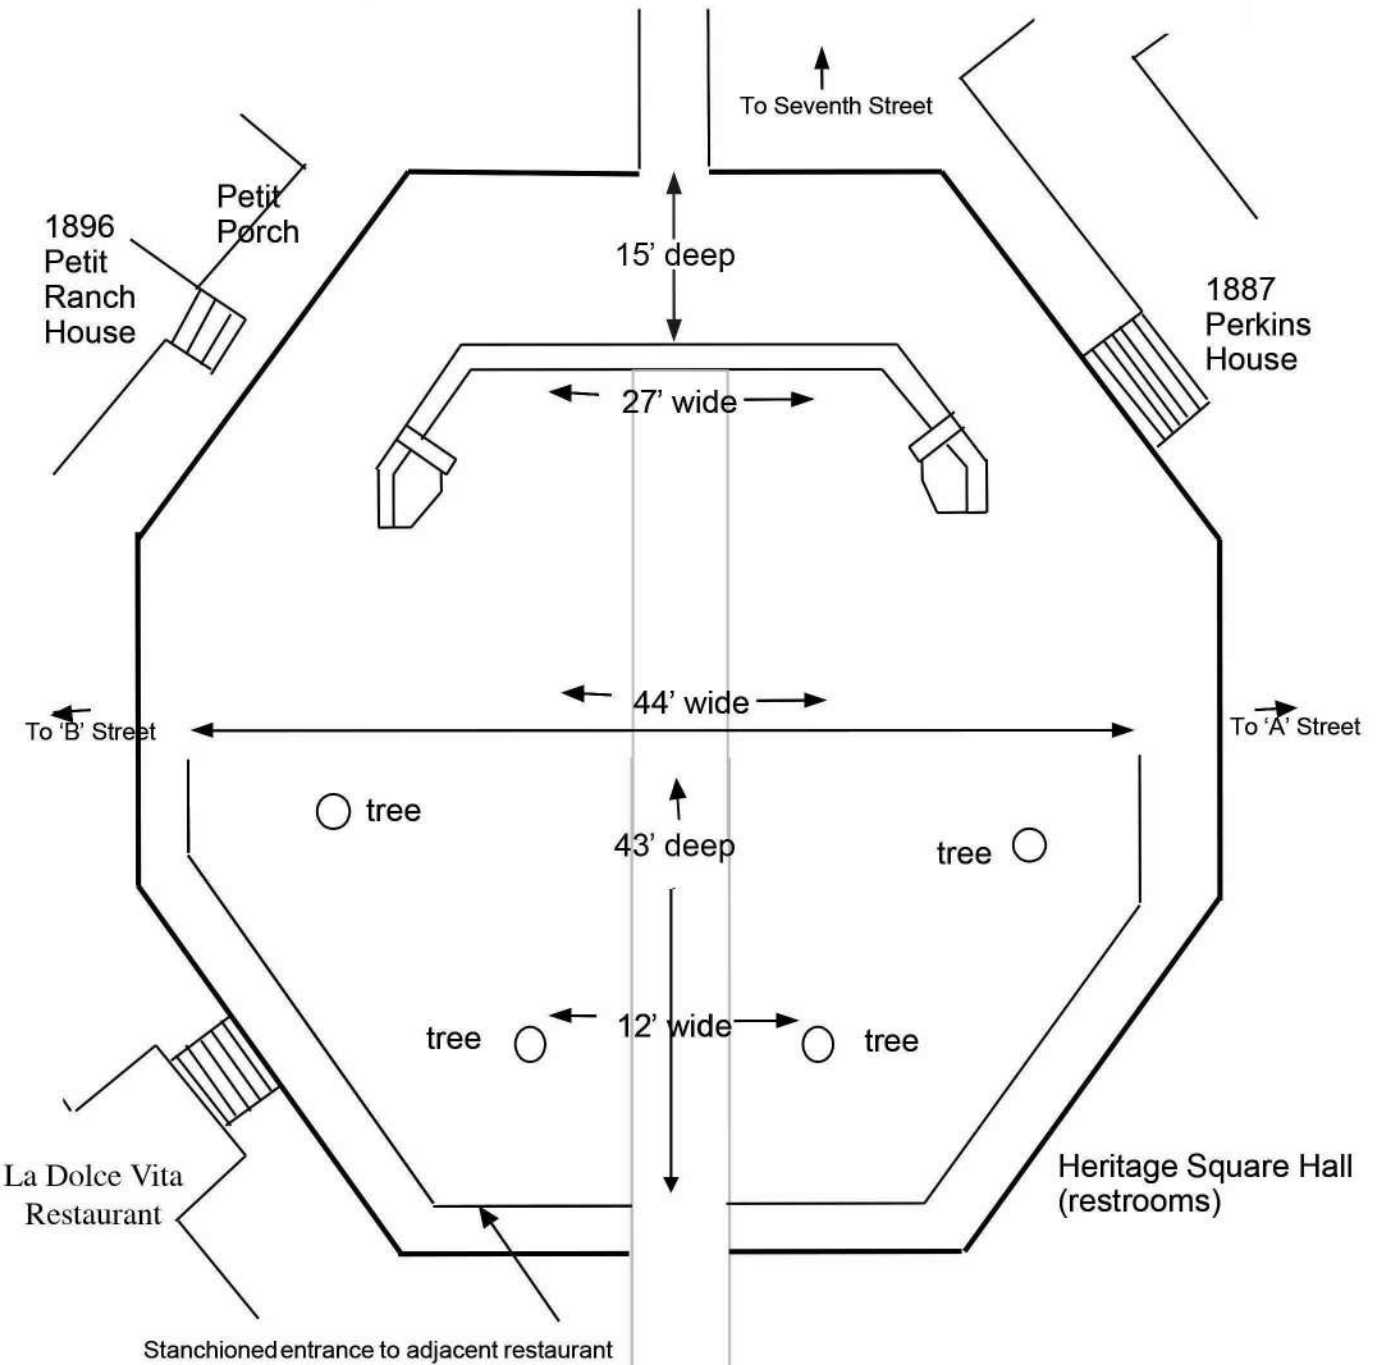 To Seventh Street
Petit
Porch
1896
Petit
Ranch
House
15’ deep
1887
Perkins
House
27’ wide
44’ wide
To ‘B’ Street
To ‘A’ Street
tree
43’ deep
tree
tree
12’ wide
tree
La Dolce Vita
Restaurant
Heritage Square Hall
(restrooms)
Stanchioned entrance to adjacent restaurant